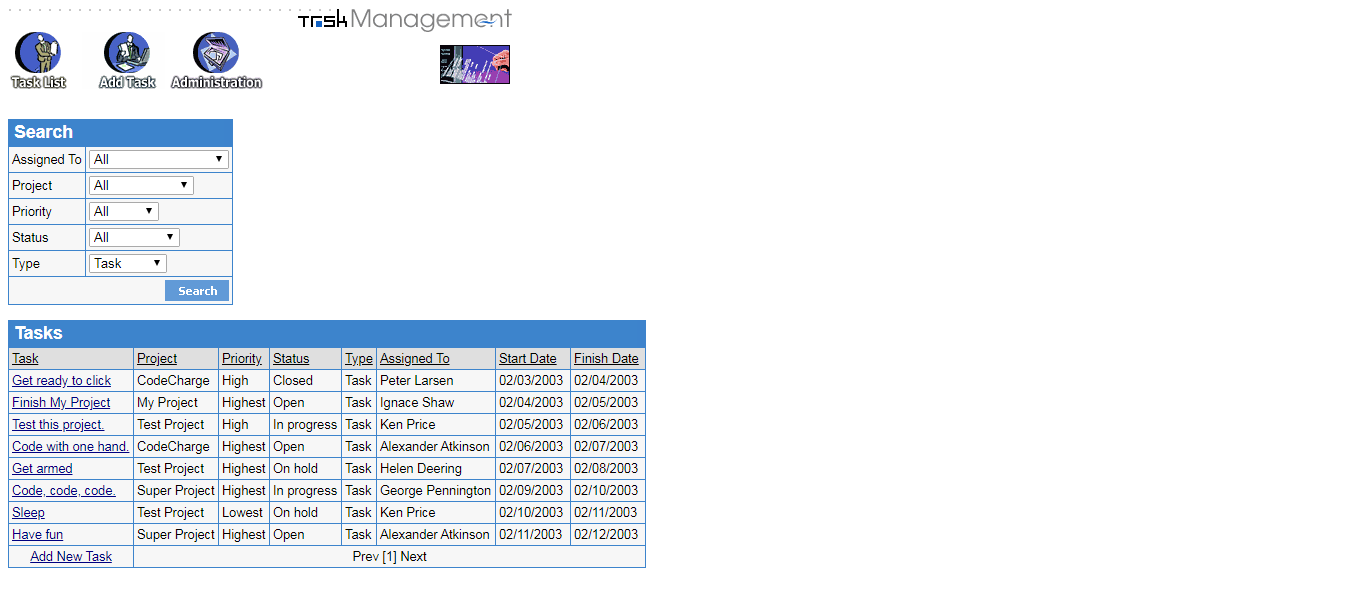 Task Management
Task List Add Task Administration
Search
Assigned To All
Project All
Priority All
Status All
Type Task
Search
Tasks
Task Project Priority Status Type Assigned To Start Date Finish Date
Get ready to click CodeCharge High Closed Task Peter Larsen 02/03/2003 02/04/2003
Finish My Project My Project Highest Open Task Ignace Shaw 02/04/2003 02/05/2003
Test this project. Test Project High In progress Task Ken Price 02/05/2003 02/06/2003
Code with one hand. CodeCharge Highest Open Task Alexander Atkinson 02/06/2003 02/07/2003
Get armed Test Project Highest On hold Task Helen Deering 02/07/2003 02/08/2003
Code, code, code. Super Project Highest In progress Task George Pennington 02/09/2003 02/10/2003
Sleep Test Project Lowest On hold Task Ken Price 02/10/2003 02/11/2003
Have fun Super Project Highest Open Task Alexander Atkinson 02/11/2003 02/12/2003
Add New Task Prev [1] Next